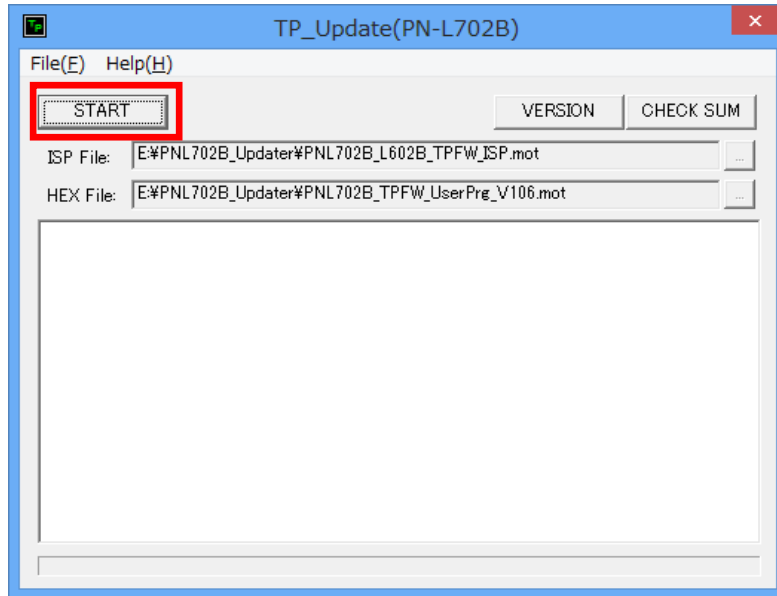 TP_Update(PN-L702B)
File(F) Help(H)
START VERSION CHECK SUM
ISP File: E:¥PNL702B_Updater¥PNL702B_L602B_TPFW_ISP.mot ...
HEX File: E:¥PNL702B_Updater¥PNL702B_TPFW_UserPrg_V106.mot ...